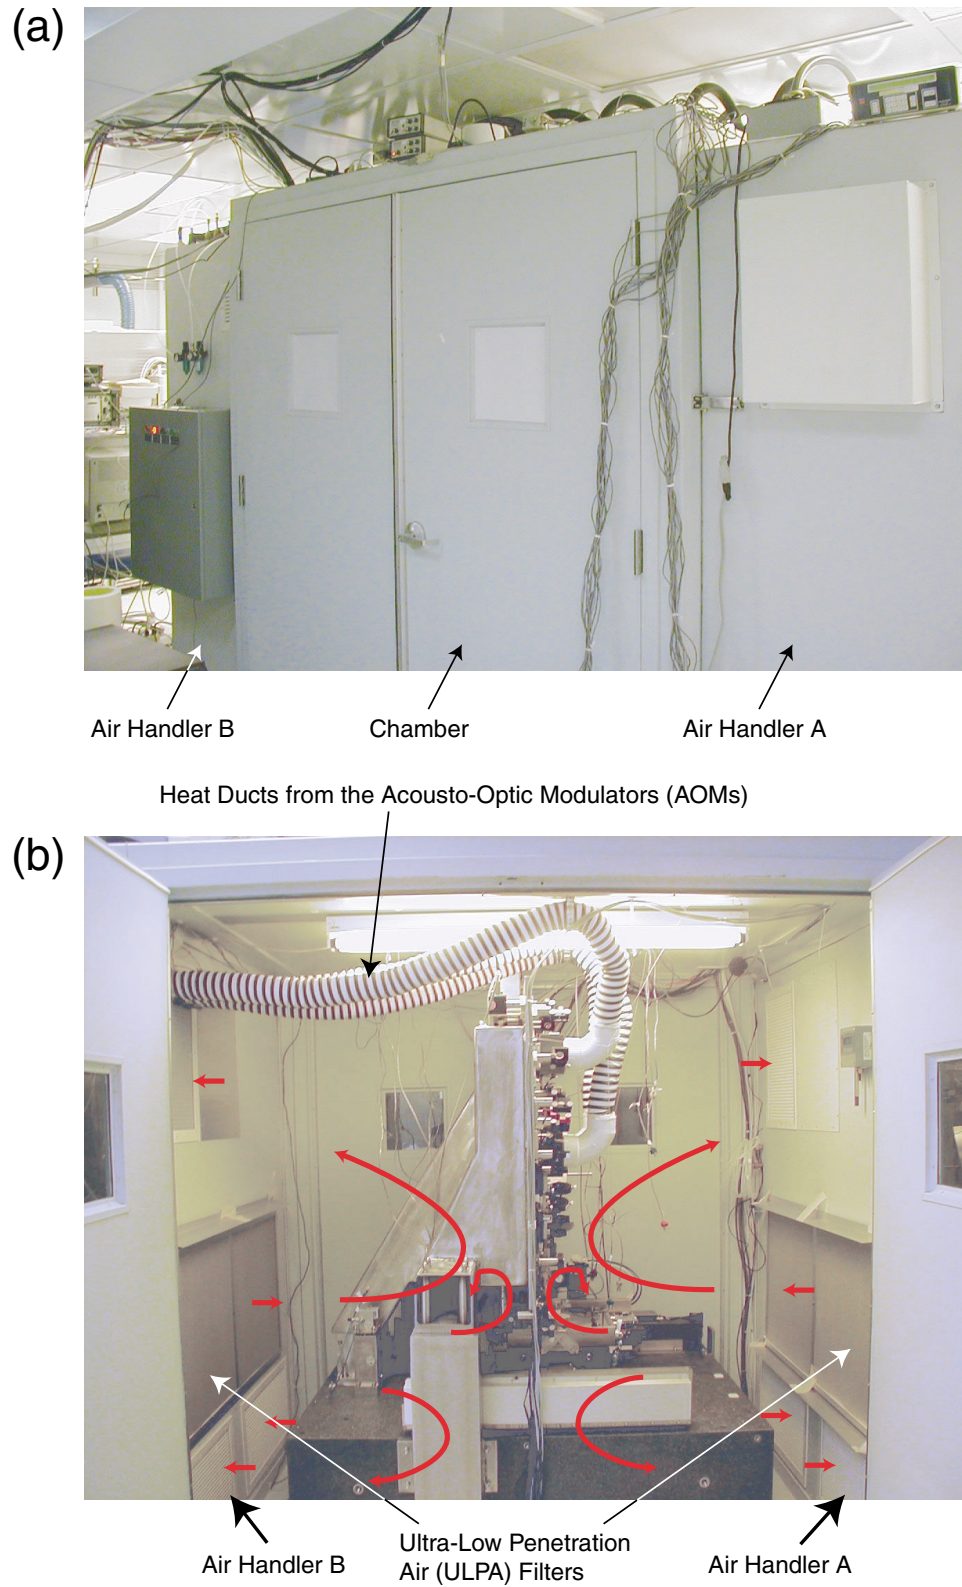 (a)
Air Handler B
Chamber
Air Handler A
Heat Ducts from the Acousto-Optic Modulators (AOMs)
(b)
Ultra-Low Penetration
Air (ULPA) Filters
Air Handler B
Air Handler A